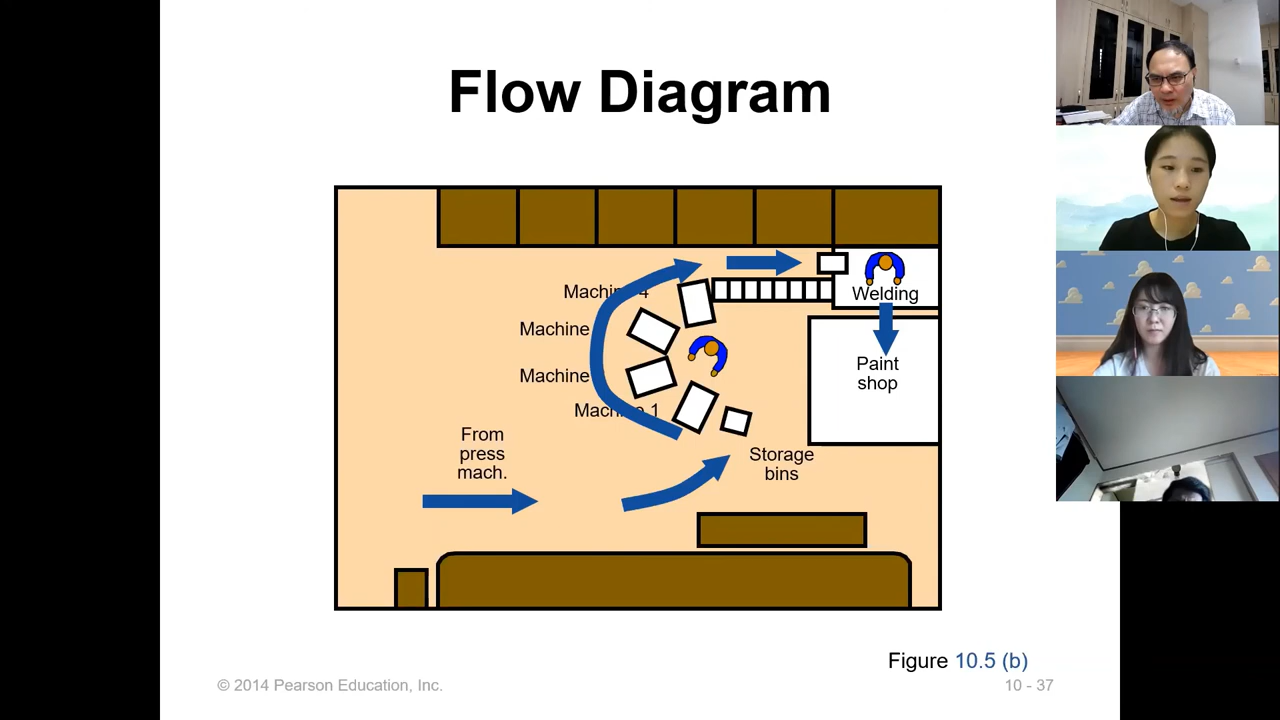 Flow Diagram
Machine 4
Machine
Machine
Machine 1
Welding
Paint
shop
From
press
mach.
Storage
bins
Figure 10.5 (b)
© 2014 Pearson Education, Inc.
10 - 37